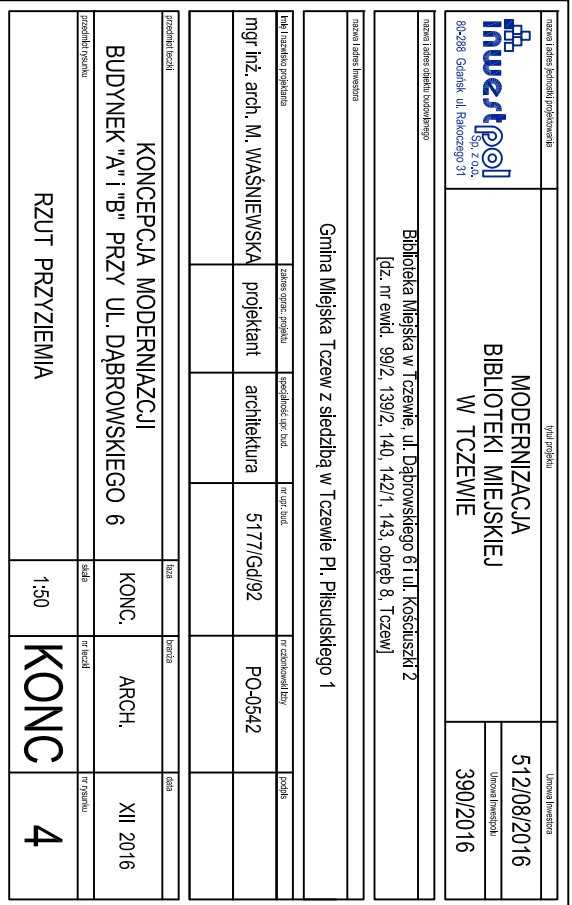 nazwa i adres jednostki projektowania
Inwestpol
Sp. z o.o.
80-288 Gdańsk ul. Rakoczego 31
tytuł projektu
MODERNIZACJA
BIBLIOTEKI MIEJSKIEJ
W TCZEWIE
Umowa Inwestora
512/08/2016
Umowa Inwestpolu
390/2016
nazwa i adres obiektu budowlanego
Biblioteka Miejska w Tczewie, ul. Dąbrowskiego 6 i ul. Kościuszki 2
[dz. nr ewid. 99/2, 139/2, 140, 142/1, 143, obręb 8, Tczew]
nazwa i adres Inwestora
Gmina Miejska Tczew z siedzibą w Tczewie Pl. Piłsudskiego 1
Imię i nazwisko projektanta
zakres oprac. projektu
specjalność upr. bud.
nr upr. bud.
nr członkowski Izby
podpis
mgr inż. arch. M. WAŚNIEWSKA
projektant
architektura
5177/Gd/92
PO-0542
przedmiot teczki
KONCEPCJA MODERNIAZCJI
BUDYNEK "A" i "B" PRZY UL. DĄBROWSKIEGO 6
faza
KONC.
branża
ARCH.
data
XII 2016
przedmiot rysunku
RZUT PRZYZIEMIA
skala
1:50
nr teczki
KONC
nr rysunku
4